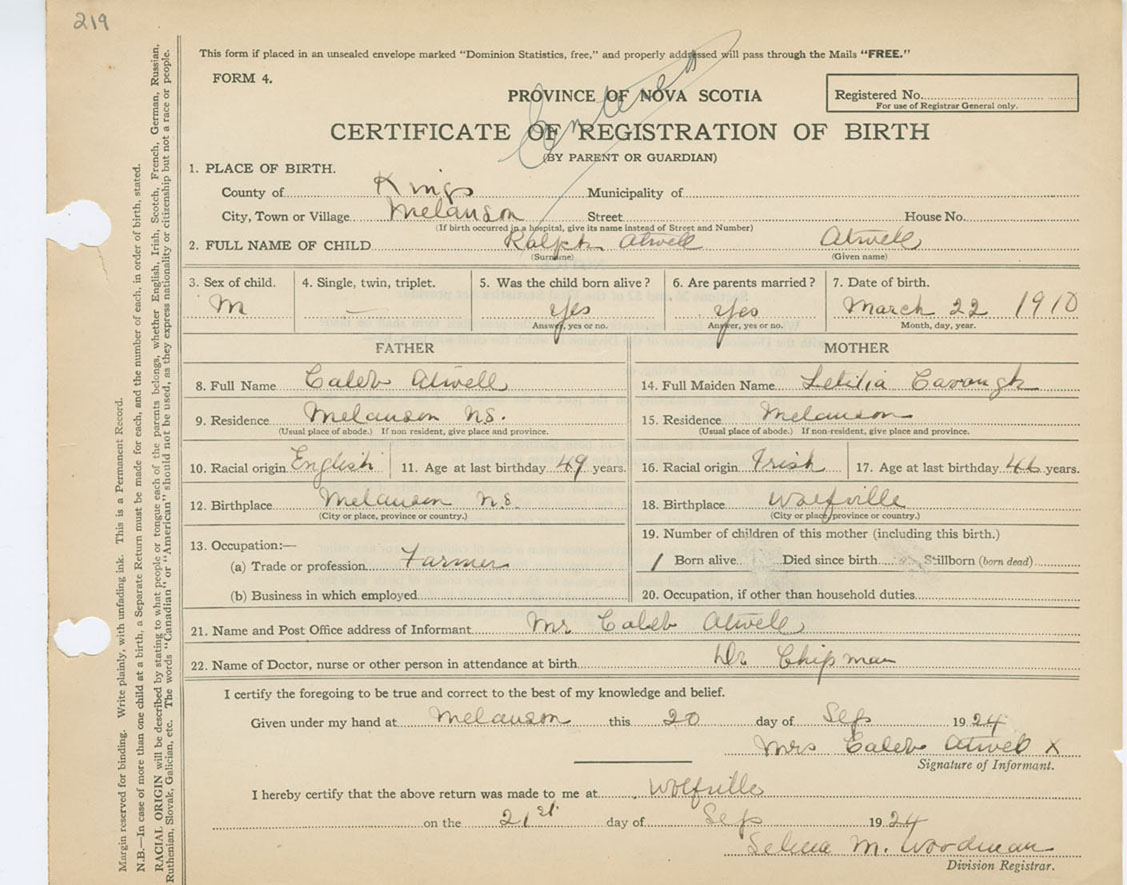 219
This form if placed in an unsealed envelope marked "Dominion Statistics, free," and properly addressed will pass through the Mails "FREE."
FORM 4.
Entered
PROVINCE OF NOVA SCOTIA
Registered No.
For use of Registrar General only.
CERTIFICATE OF REGISTRATION OF BIRTH
(BY PARENT OR GUARDIAN)
1. PLACE OF BIRTH.
County of Kings Municipality of
City, Town or Village Melanson Street House No.
(If birth occurred in a hospital, give its name instead of Street and Number)
2. FULL NAME OF CHILD Ralph Atwell Atwell
(Surname) (Given name)
3. Sex of child. 4. Single, twin, triplet. 5. Was the child born alive? 6. Are parents married? 7. Date of birth.
M — yes yes March 22 1910
Answer, yes or no. Answer, yes or no. Month, day, year.
FATHER MOTHER
8. Full Name Caleb Atwell 14. Full Maiden Name Letitia Cavough
9. Residence Melanson N.S. 15. Residence Melanson
(Usual place of abode.) If non resident, give place and province. (Usual place of abode.) If non-resident, give place and province.
10. Racial origin English 11. Age at last birthday 49 years. 16. Racial origin Irish 17. Age at last birthday 46 years.
12. Birthplace Melanson N.S. 18. Birthplace Wolfville
(City or place, province or country.) (City or place, province or country.)
13. Occupation:— 19. Number of children of this mother (including this birth.)
(a) Trade or profession Farmer 1 Born alive Died since birth Stillborn (born dead)
(b) Business in which employed 20. Occupation, if other than household duties
21. Name and Post Office address of Informant Mr Caleb Atwell
22. Name of Doctor, nurse or other person in attendance at birth Dr Chipman
I certify the foregoing to be true and correct to the best of my knowledge and belief.
Given under my hand at Melanson this 20 day of Sep 1924
Mrs Caleb Atwell X
Signature of Informant.
I hereby certify that the above return was made to me at Wolfville
on the 21st day of Sep 1924
Selina M. Woodman
Division Registrar.
Margin reserved for binding. Write plainly, with unfading ink. This is a Permanent Record.
N.B.—In case of more than one child at a birth, a Separate Return must be made for each, and the number of each, in order of birth, stated.
RACIAL ORIGIN will be described by stating to what people or tongue each of the parents belongs, whether English, Irish, Scotch, French, German, Russian,
Ruthenian, Slovak, Galician, etc. The words "Canadian" or "American" should not be used, as they express nationality or citizenship but not a race or people.